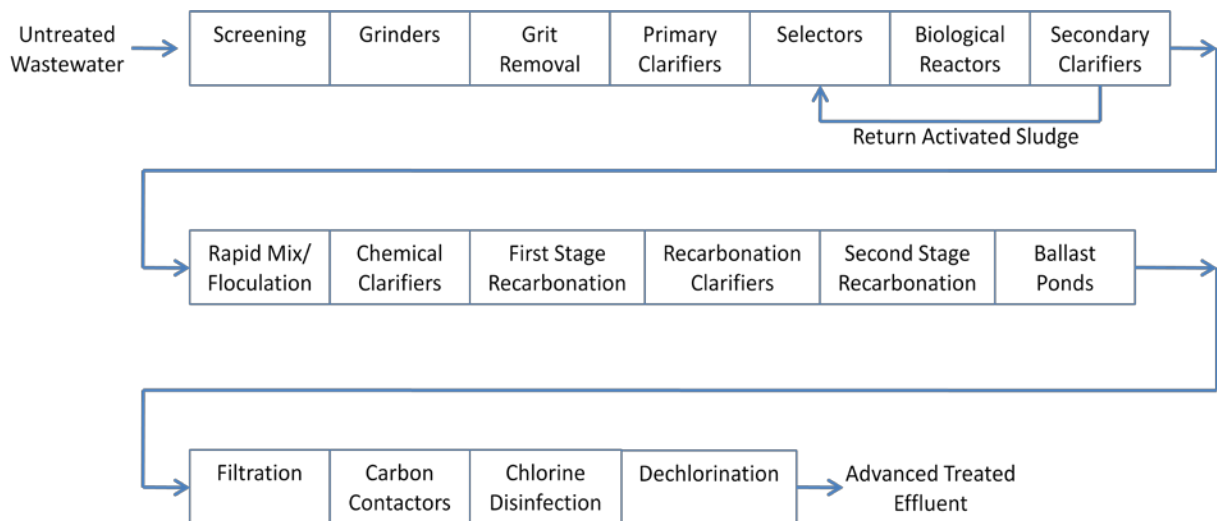 Untreated
Wastewater
Screening
Grinders
Grit
Removal
Primary
Clarifiers
Selectors
Biological
Reactors
Secondary
Clarifiers
Return Activated Sludge
Rapid Mix/
Floculation
Chemical
Clarifiers
First Stage
Recarbonation
Recarbonation
Clarifiers
Second Stage
Recarbonation
Ballast
Ponds
Filtration
Carbon
Contactors
Chlorine
Disinfection
Dechlorination
Advanced Treated
Effluent